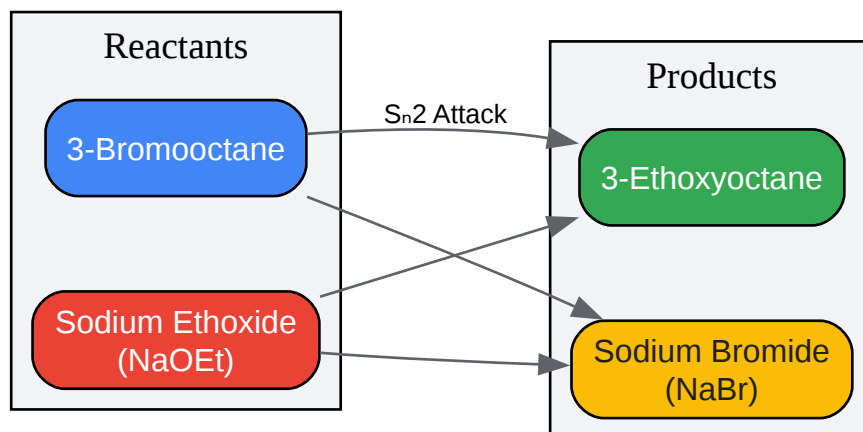 Reactants
3-Bromooctane
Sodium Ethoxide
(NaOEt)
Sₙ2 Attack
Products
3-Ethoxyoctane
Sodium Bromide
(NaBr)